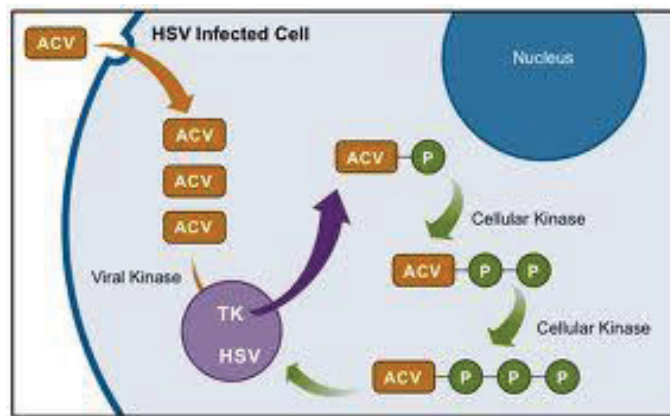 ACV
HSV Infected Cell
Nucleus
ACV
ACV
ACV
ACV P
Cellular Kinase
Viral Kinase
ACV P P
TK
HSV
Cellular Kinase
ACV P P P